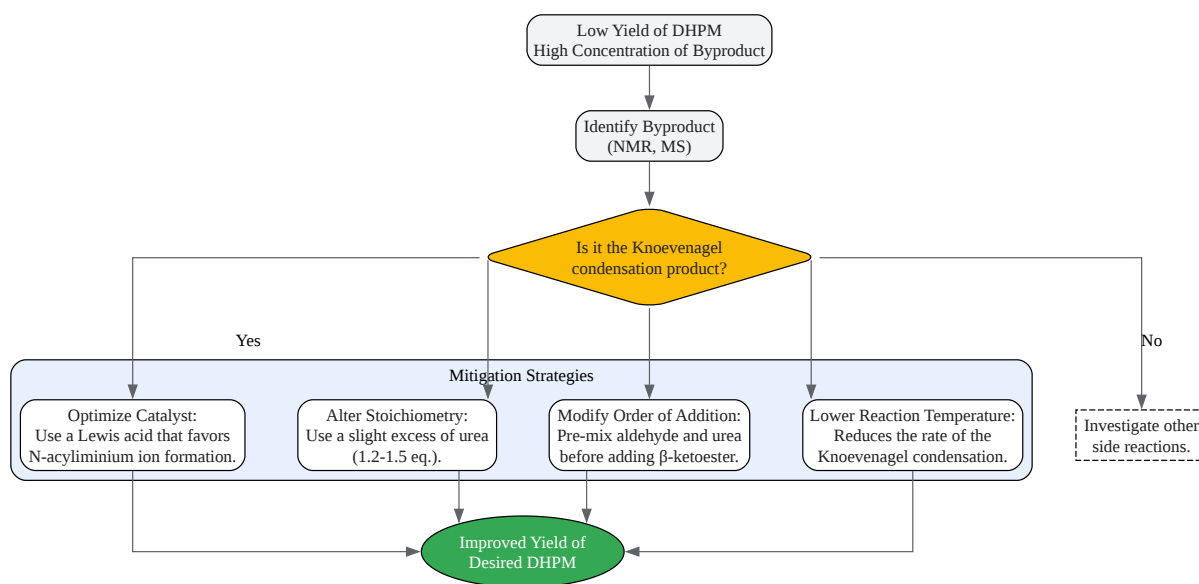 Low Yield of DHPM
High Concentration of Byproduct
Identify Byproduct
(NMR, MS)
Is it the Knoevenagel
condensation product?
Yes
No
Mitigation Strategies
Optimize Catalyst:
Use a Lewis acid that favors
N-acyliminium ion formation.
Alter Stoichiometry:
Use a slight excess of urea
(1.2-1.5 eq.).
Modify Order of Addition:
Pre-mix aldehyde and urea
before adding β-ketoester.
Lower Reaction Temperature:
Reduces the rate of the
Knoevenagel condensation.
Investigate other
side reactions.
Improved Yield of
Desired DHPM